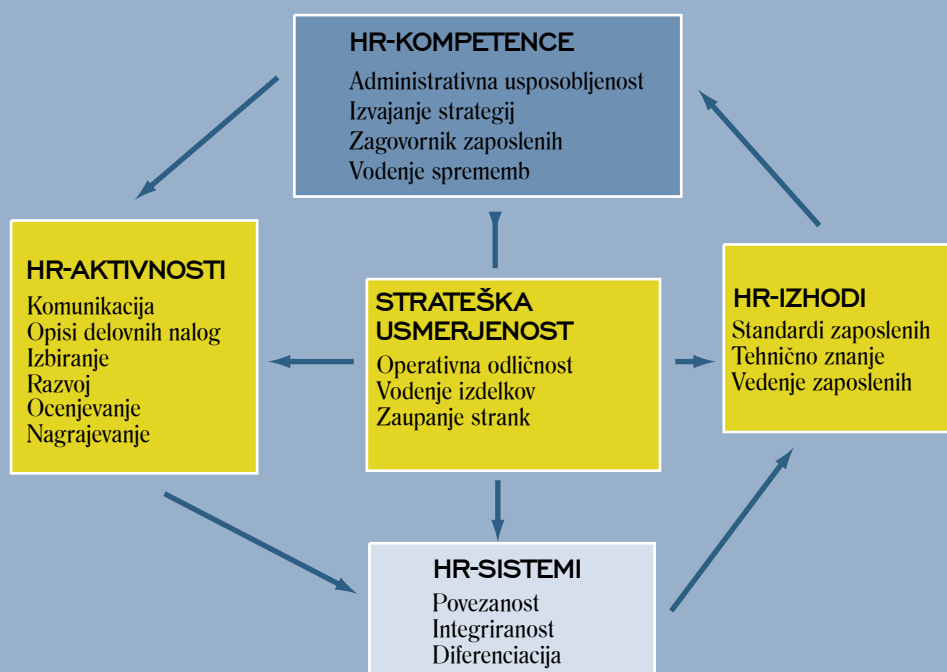 HR-KOMPETENCE
Administrativna usposobljenost
Izvajanje strategij
Zagovornik zaposlenih
Vodenje sprememb
HR-AKTIVNOSTI
Komunikacija
Opisi delovnih nalog
Izbiranje
Razvoj
Ocenjevanje
Nagrajevanje
STRATEŠKA
USMERJENOST
Operativna odličnost
Vodenje izdelkov
Zaupanje strank
HR-IZHODI
Standardi zaposlenih
Tehnično znanje
Vedenje zaposlenih
HR-SISTEMI
Povezanost
Integriranost
Diferenciacija